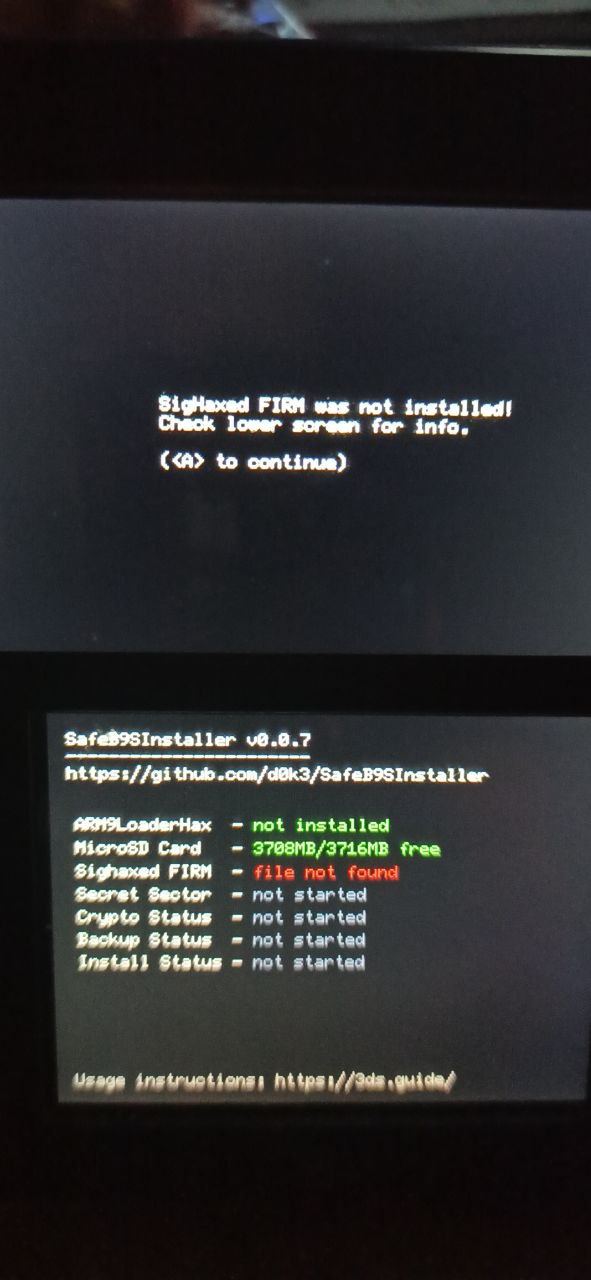 SigHaxed FIRM was not installed!
Check lower screen for info.
(<A> to continue)
SafeB9SInstaller v0.0.7
https://github.com/d0k3/SafeB9SInstaller
ARM9LoaderHax - not installed
MicroSD Card - 3708MB/3716MB free
Sighaxed FIRM - file not found
Secret Sector - not started
Crypto Status - not started
Backup Status - not started
Install Status - not started
Usage instructions: https://3ds.guide/